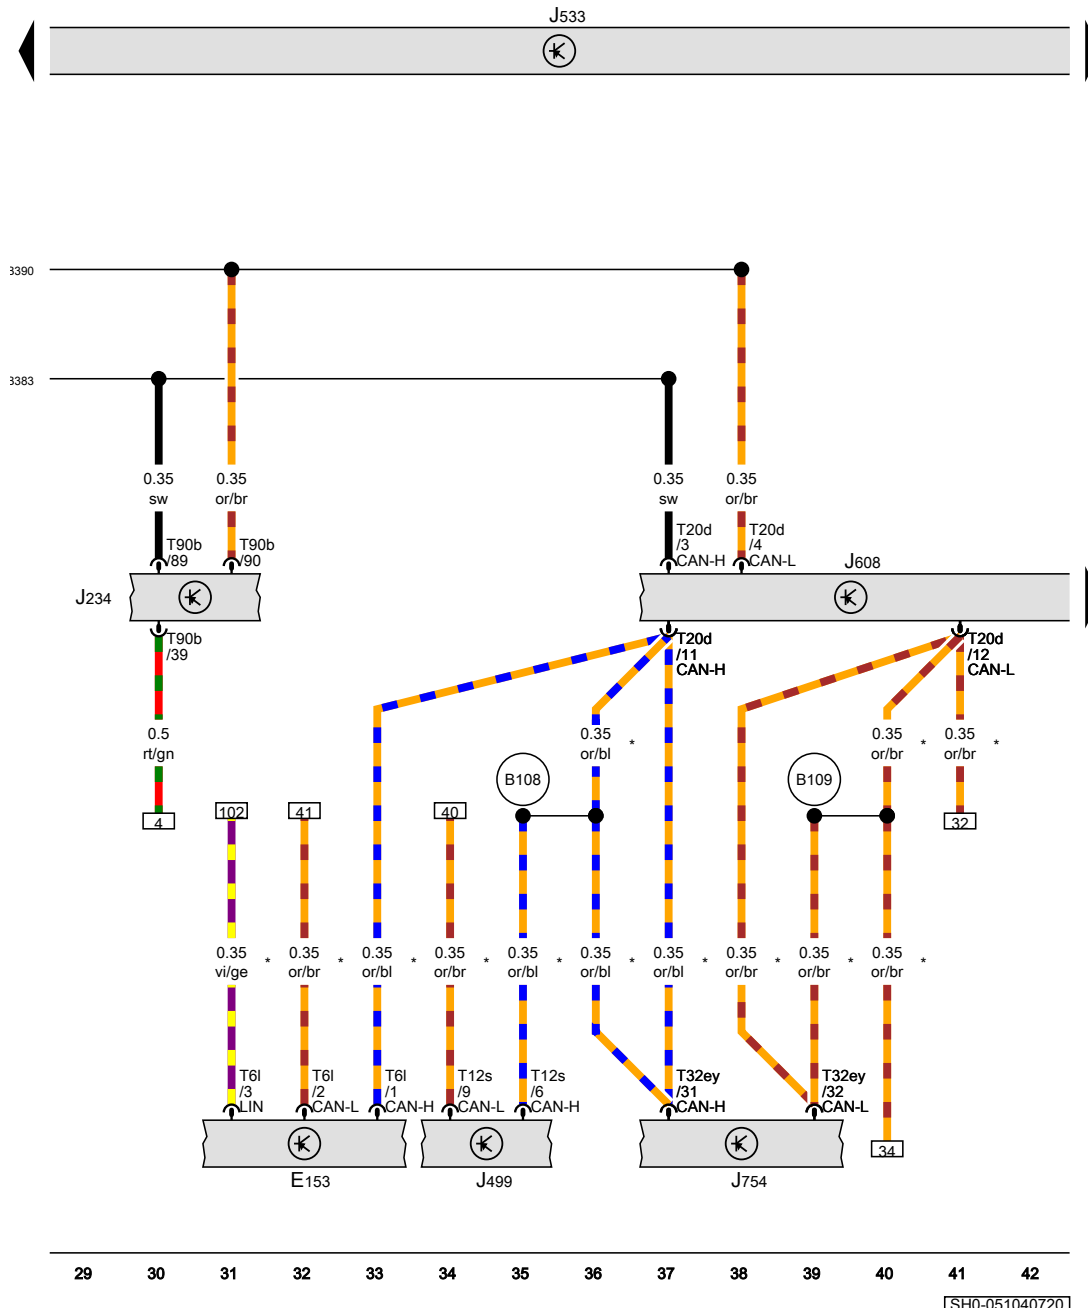 J533
0.35
sw
0.35
or/br
0.35
sw
0.35
or/br
T90b
/89
T90b
/90
T20d
/3
CAN-H
T20d
/4
CAN-L
J608
J234
T90b
/39
T20d
/11
CAN-H
T20d
/12
CAN-L
0.5
rt/gn
0.35 *
or/bl
0.35 *
or/br
0.35 *
or/br
B108
B109
4
102
41
40
32
0.35 *
vi/ge
0.35 *
or/br
0.35 *
or/bl
0.35 *
or/br
0.35 *
or/bl
0.35 *
or/bl
0.35 *
or/bl
0.35 *
or/br
0.35 *
or/br
0.35 *
or/br
T6l
/3
LIN
T6l
/2
CAN-L
T6l
/1
CAN-H
T12s
/9
CAN-L
T12s
/6
CAN-H
T32ey
/31
CAN-H
T32ey
/32
CAN-L
34
E153
J499
J754
29 30 31 32 33 34 35 36 37 38 39 40 41 42
SH0-051040720